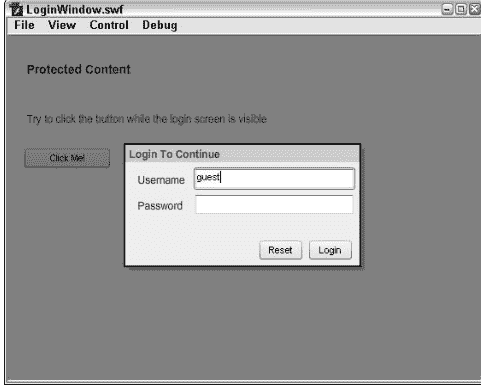 LoginWindow.swf
File View Control Debug
Protected Content
Try to click the button while the login screen is visible
Click Me!
Login To Continue
Username guest
Password
Reset Login